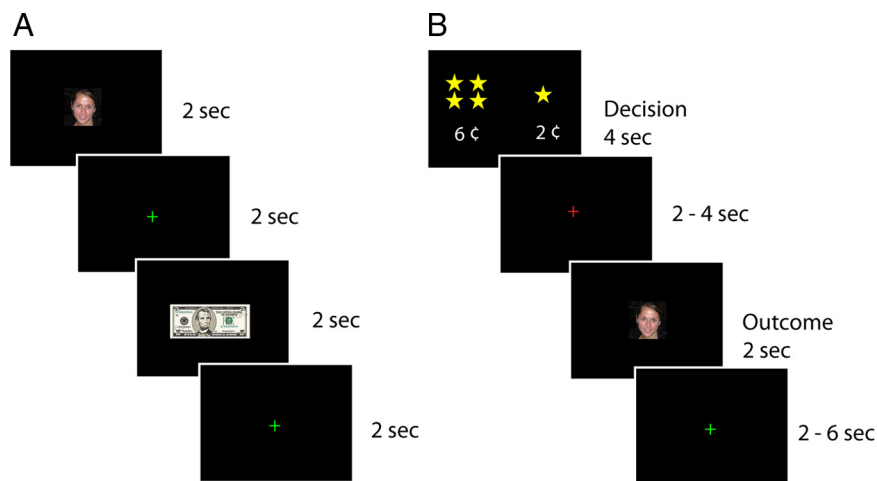 A
2 sec
2 sec
2 sec
2 sec
B
6 ¢
2 ¢
Decision
4 sec
2 - 4 sec
Outcome
2 sec
2 - 6 sec